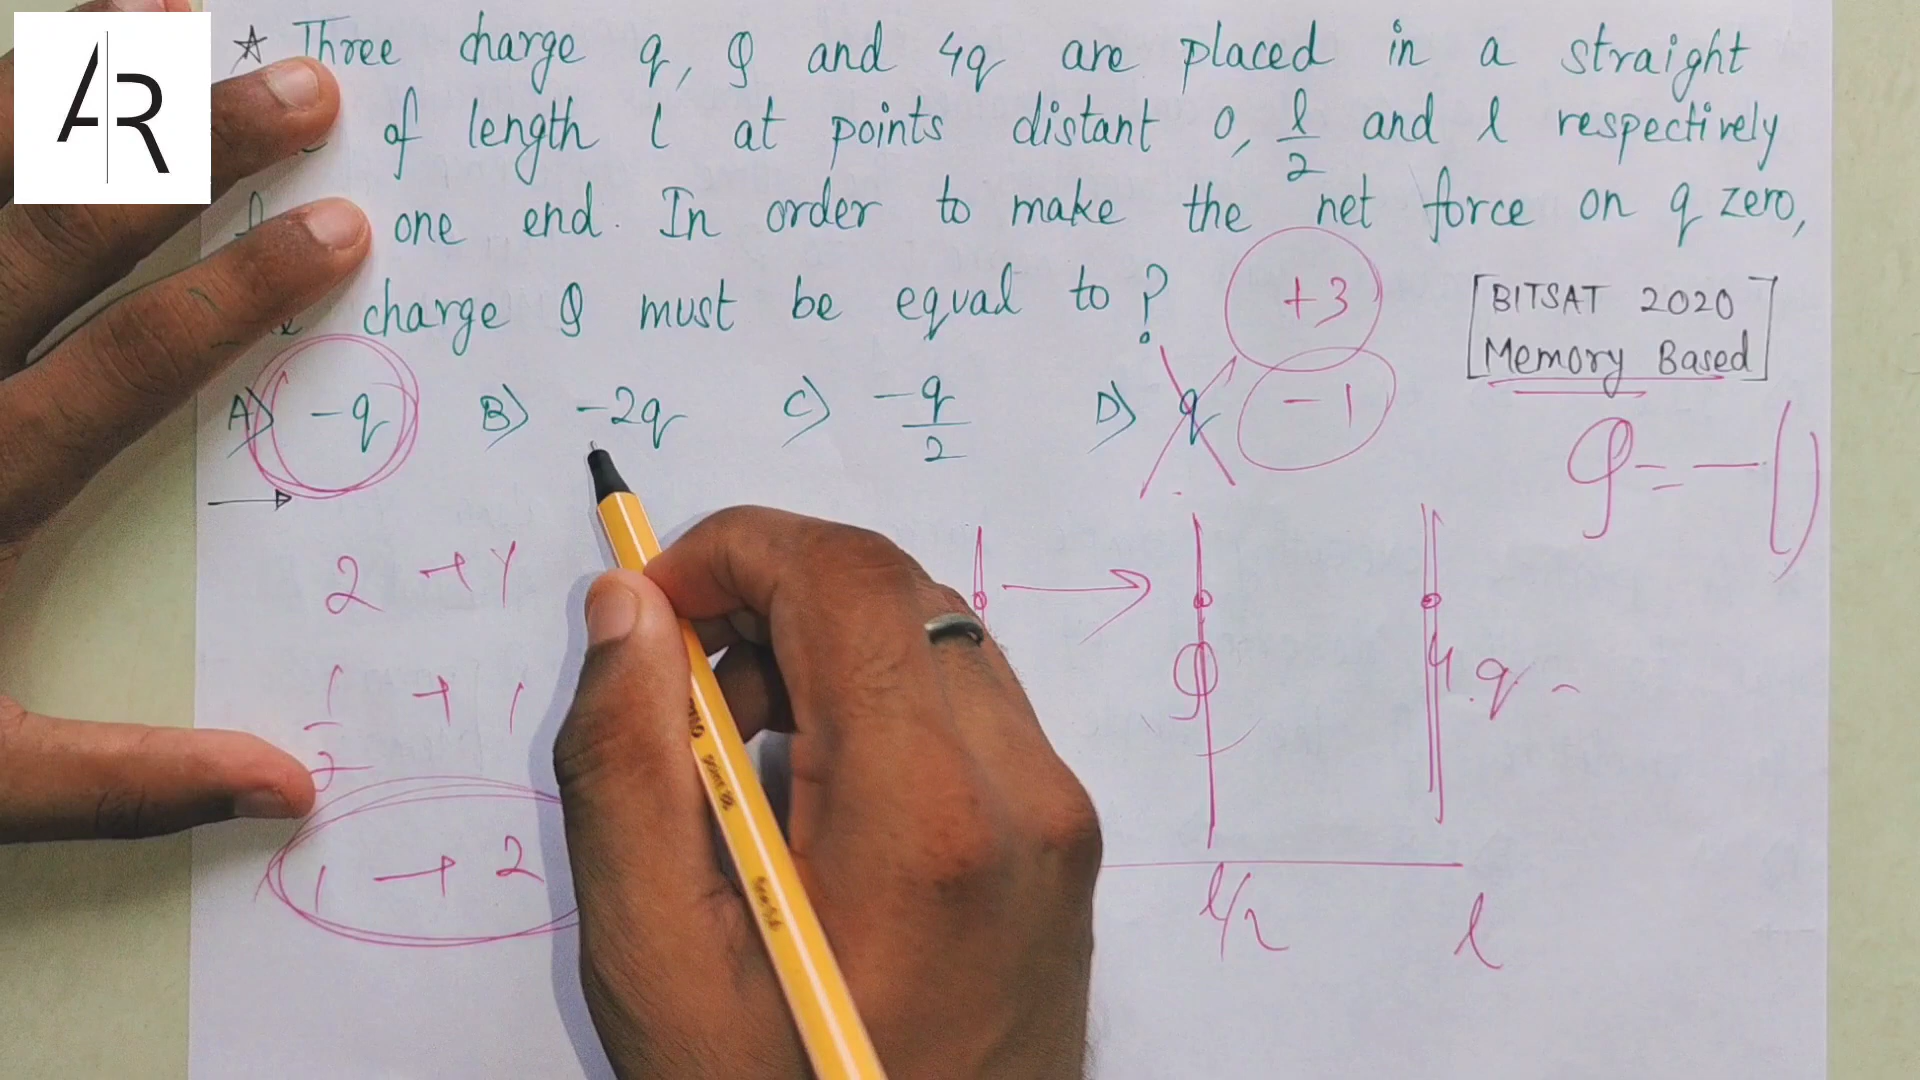 AR
☆ Three charge q, Q and 4q are placed in a straight
of length l at points distant 0, l/2 and l respectively
one end. In order to make the net force on q zero,
charge Q must be equal to ?
+3
[BITSAT 2020
Memory Based]
A) -q B) -2q C) -q/2 D) q
-1
Q = -()
2 → Y
1/2 → 1
Q
4q -
1 → 2
l/2
l